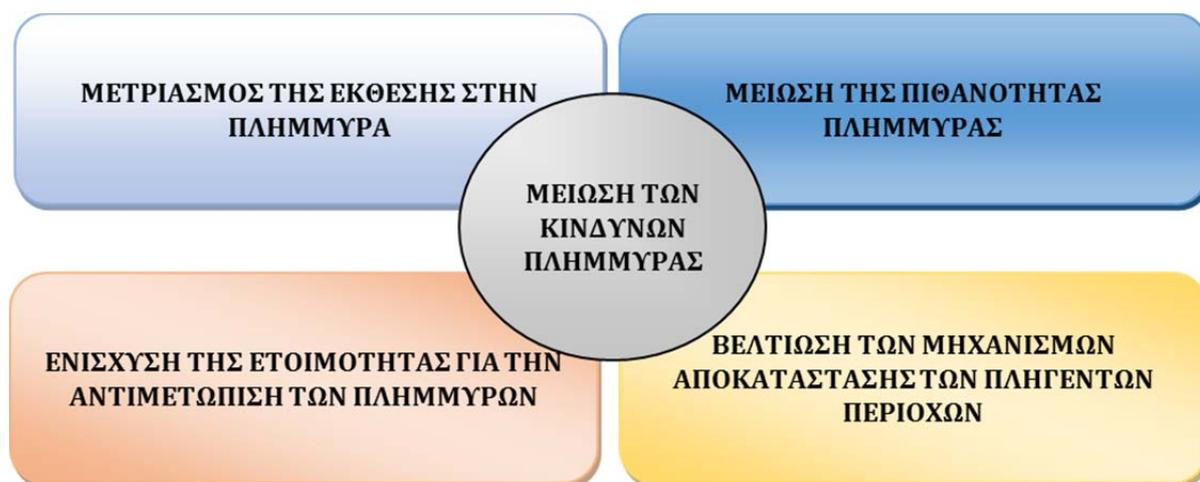 ΜΕΤΡΙΑΣΜΟΣ ΤΗΣ ΕΚΘΕΣΗΣ ΣΤΗΝ
ΠΛΗΜΜΥΡΑ
ΜΕΙΩΣΗ ΤΗΣ ΠΙΘΑΝΟΤΗΤΑΣ
ΠΛΗΜΜΥΡΑΣ
ΜΕΙΩΣΗ ΤΩΝ
ΚΙΝΔΥΝΩΝ
ΠΛΗΜΜΥΡΑΣ
ΕΝΙΣΧΥΣΗ ΤΗΣ ΕΤΟΙΜΟΤΗΤΑΣ ΓΙΑ ΤΗΝ
ΑΝΤΙΜΕΤΩΠΙΣΗ ΤΩΝ ΠΛΗΜΜΥΡΩΝ
ΒΕΛΤΙΩΣΗ ΤΩΝ ΜΗΧΑΝΙΣΜΩΝ
ΑΠΟΚΑΤΑΣΤΑΣΗΣ ΤΩΝ ΠΛΗΓΕΝΤΩΝ
ΠΕΡΙΟΧΩΝ